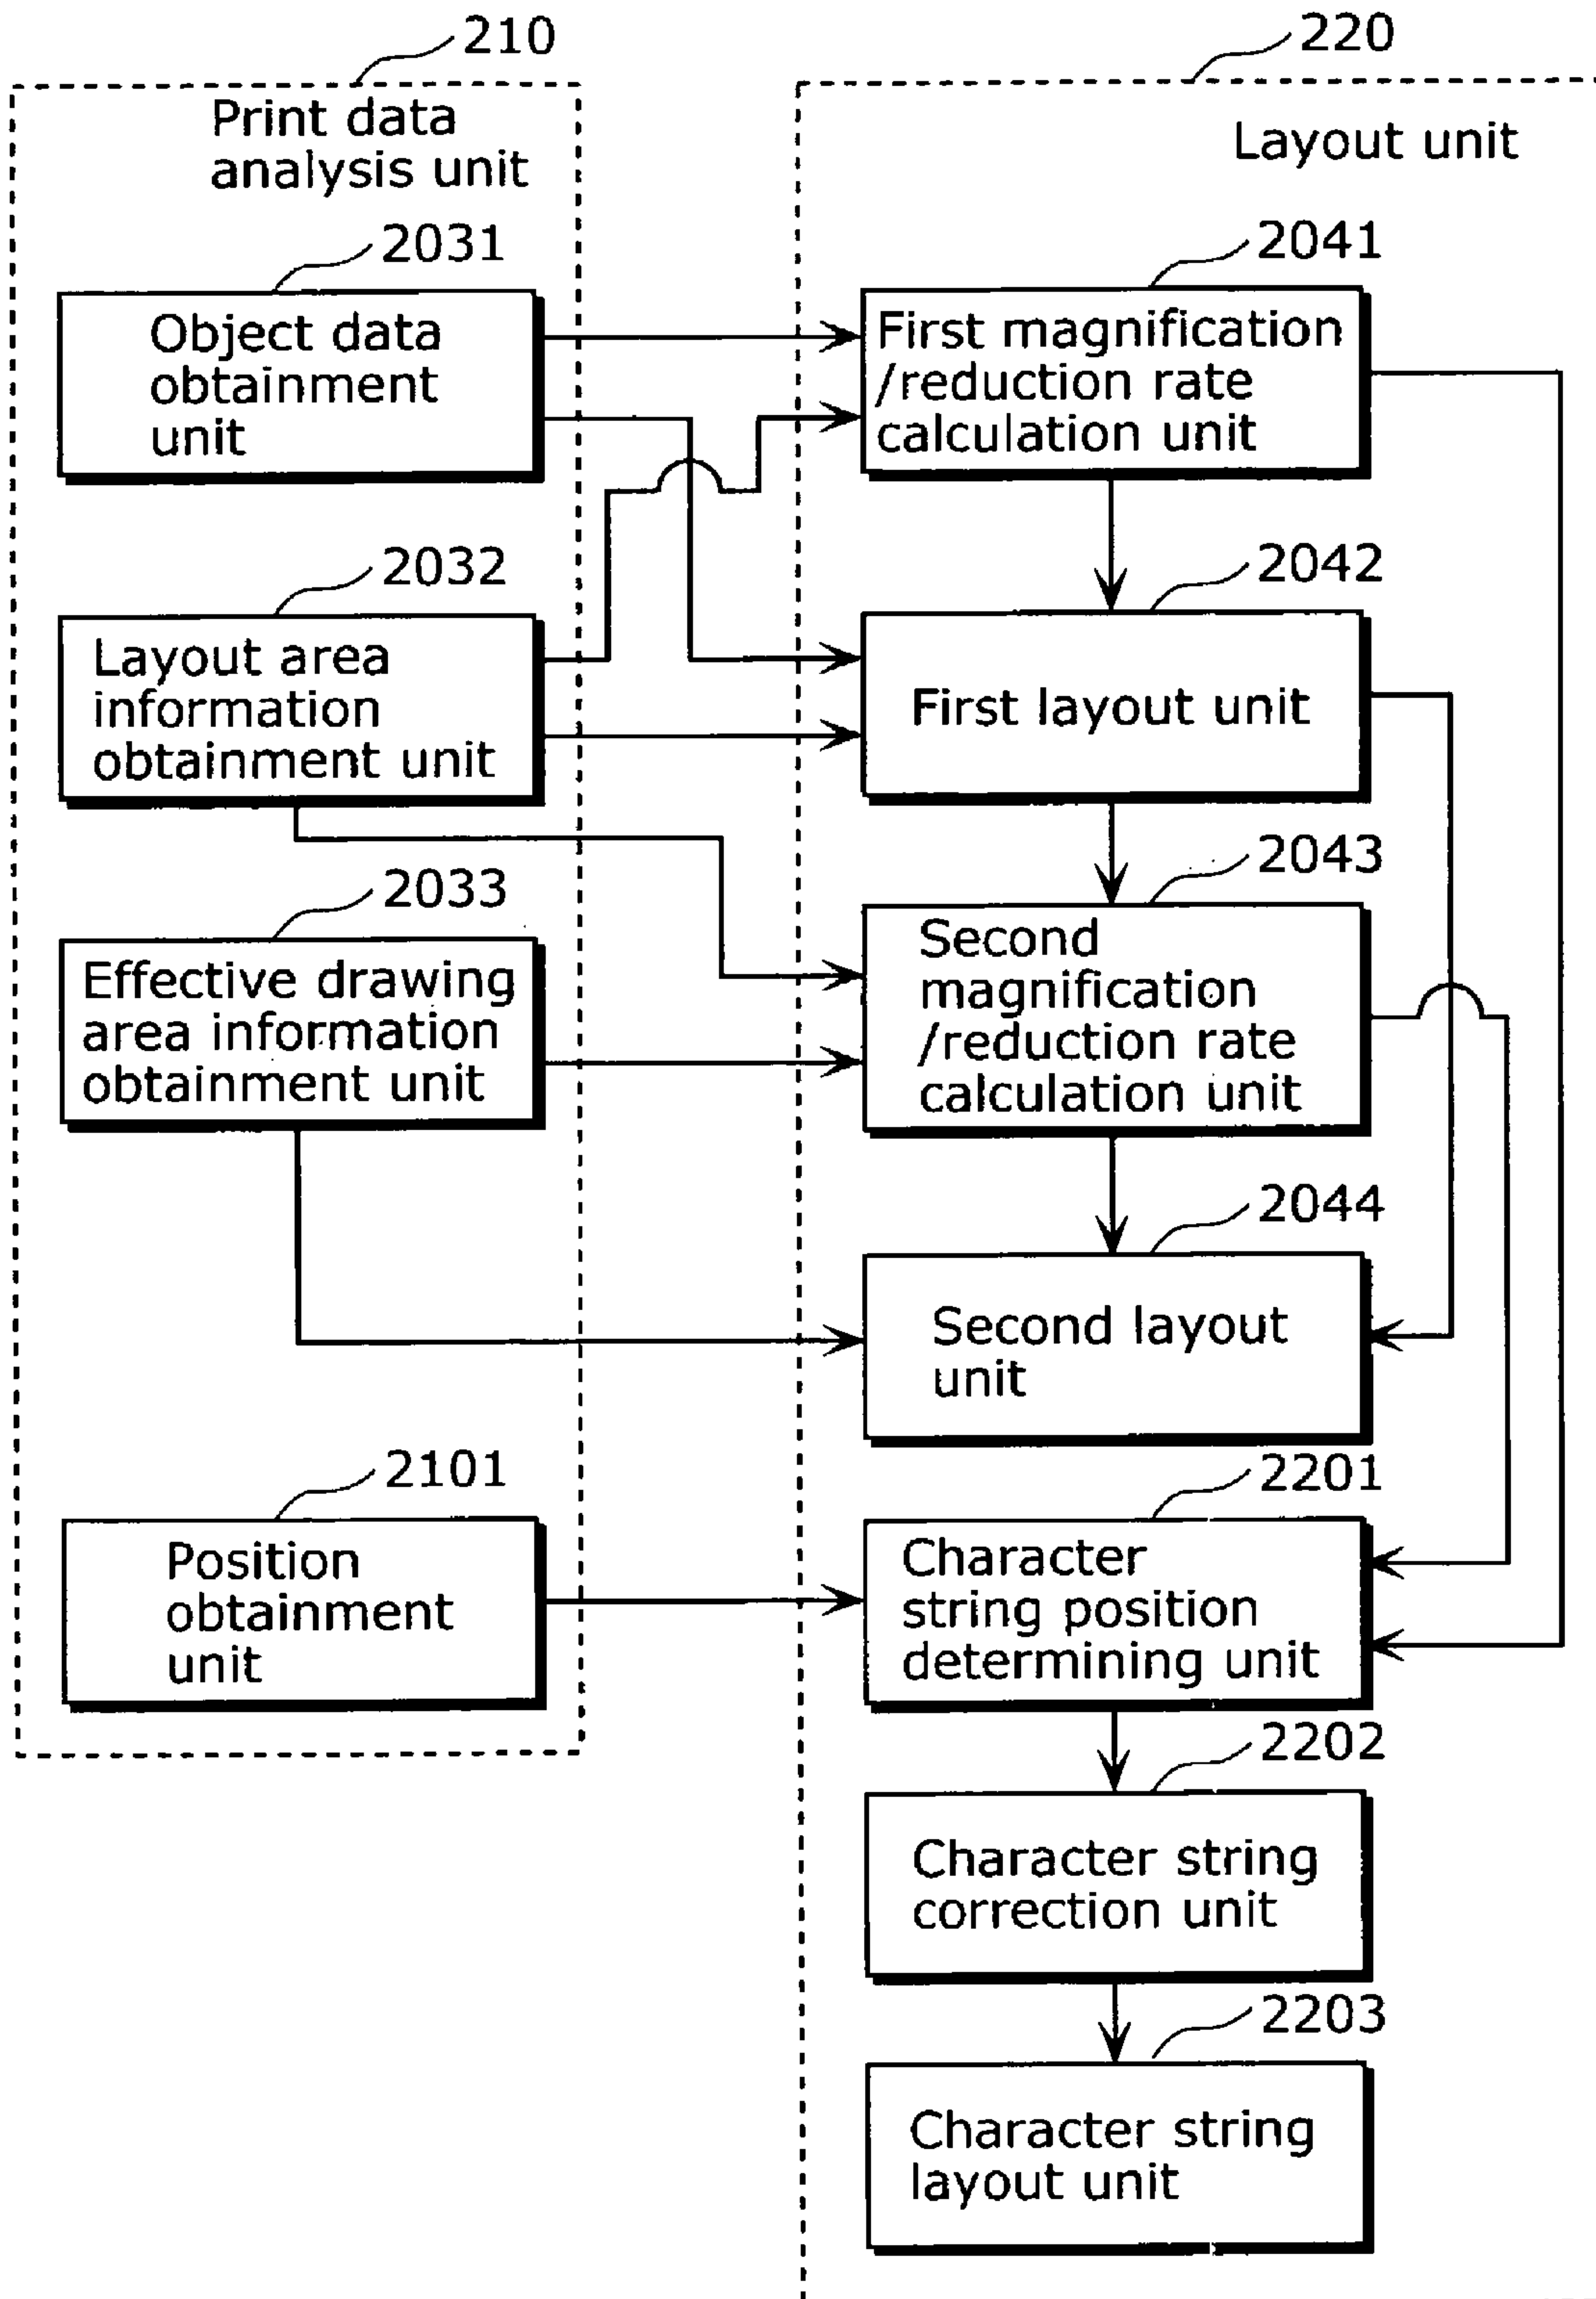 210
Print data
analysis unit
2031
Object data
obtainment
unit
2032
Layout area
information
obtainment unit
2033
Effective drawing
area information
obtainment unit
2101
Position
obtainment
unit
220
Layout unit
2041
First magnification
/reduction rate
calculation unit
2042
First layout unit
2043
Second
magnification
/reduction rate
calculation unit
2044
Second layout
unit
2201
Character
string position
determining unit
2202
Character string
correction unit
2203
Character string
layout unit